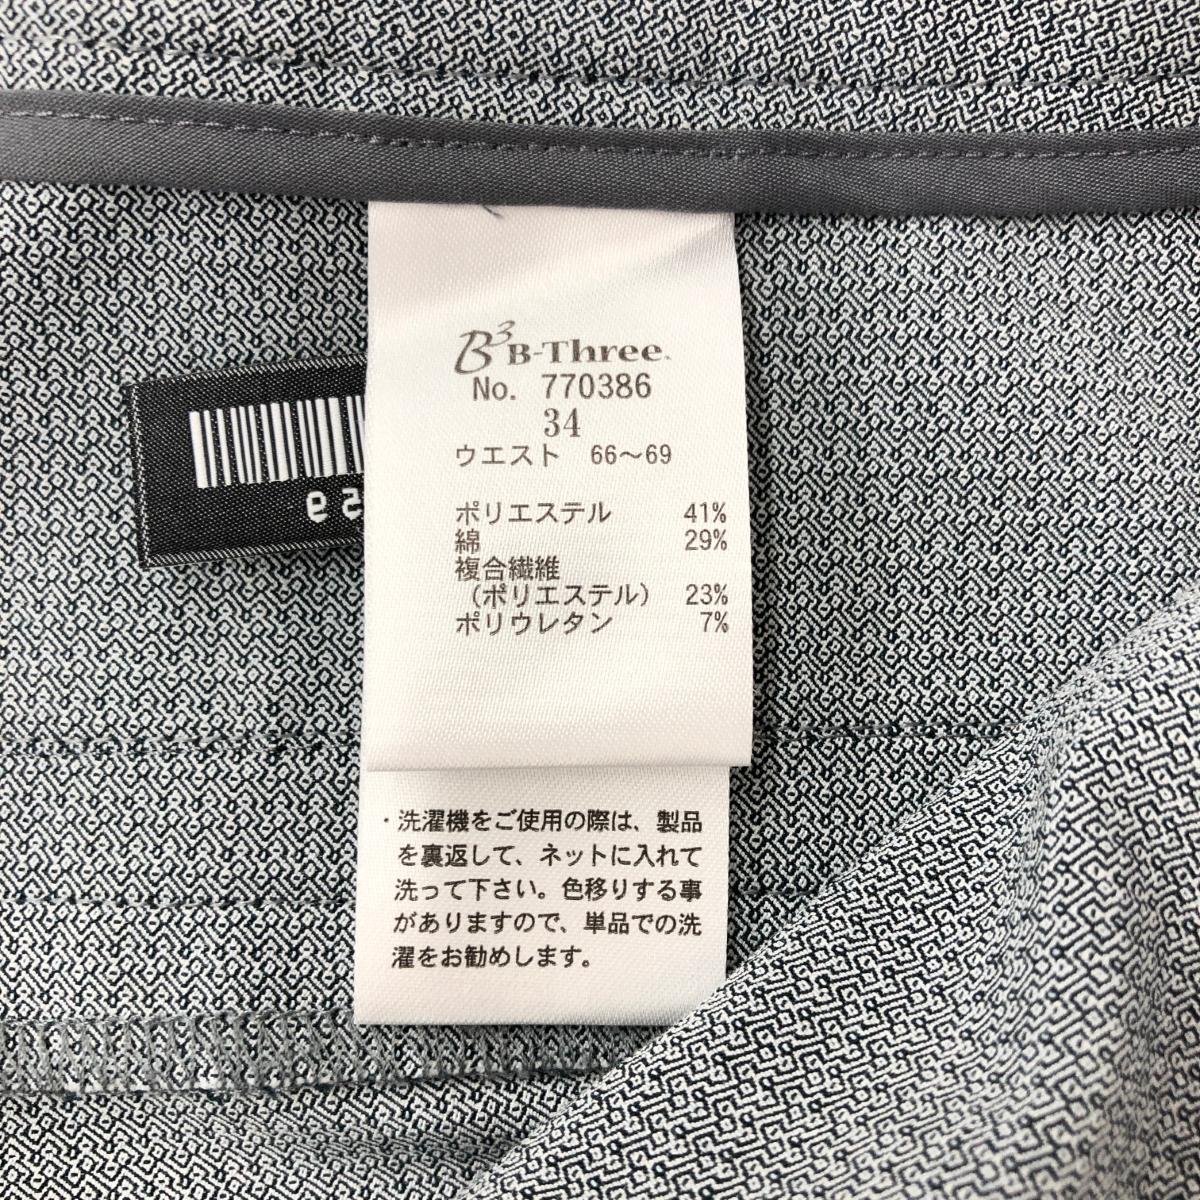 B³ B-Three
No. 770386
34
ウエスト 66～69
ポリエステル 41%
綿 29%
複合繊維
（ポリエステル） 23%
ポリウレタン 7%
・洗濯機をご使用の際は、製品
を裏返して、ネットに入れて
洗って下さい。色移りする事
がありますので、単品での洗
濯をお勧めします。